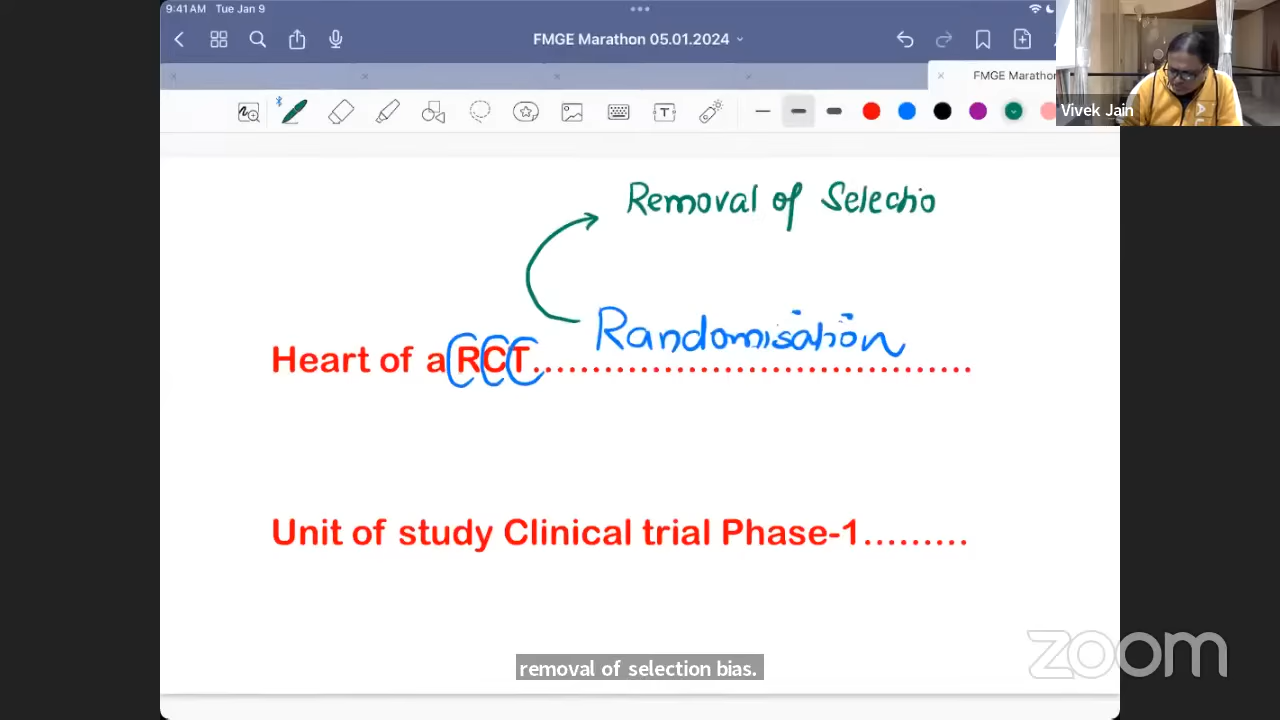 9:41 AM Tue Jan 9
FMGE Marathon 05.01.2024
FMGE Marathon
T
Vivek Jain
Removal of Selectio
Randomisation
Heart of a RCT....................................
Unit of study Clinical trial Phase-1.........
removal of selection bias.
zoom